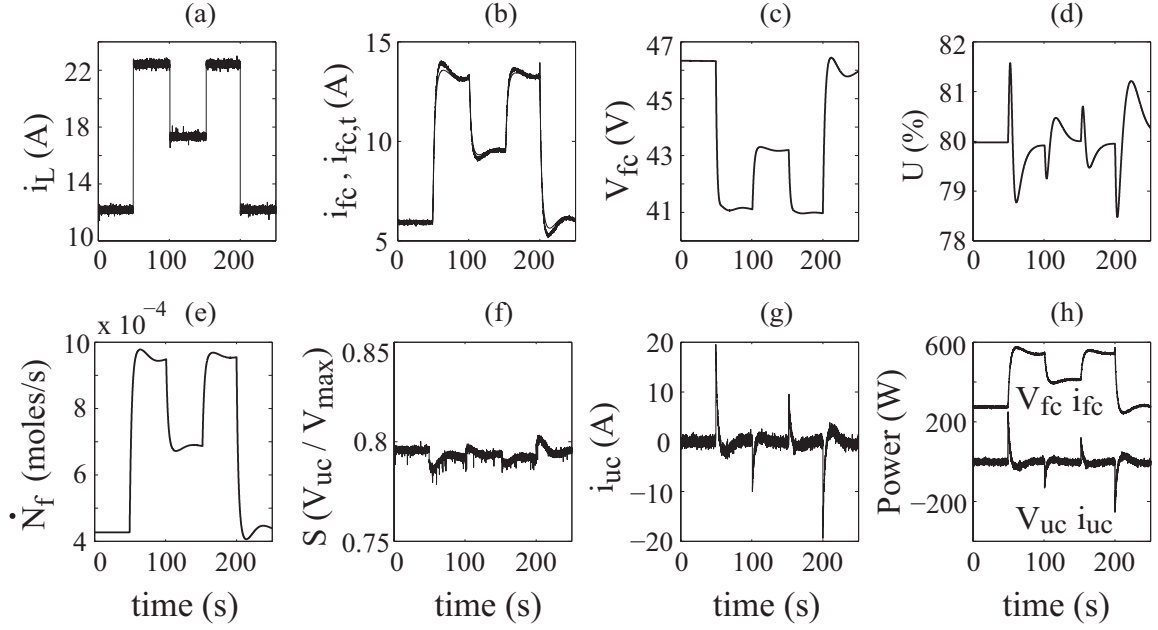 (a)
i_L (A)
22
18
14
10
0 100 200
(b)
i_fc , i_fc,t (A)
15
10
5
0 100 200
(c)
V_fc (V)
47
45
43
41
0 100 200
(d)
U (%)
82
81
80
79
78
0 100 200
(e)
x 10⁻⁴
Ṅ_f (moles/s)
10
8
6
4
0 100 200
time (s)
(f)
S (V_uc / V_max)
0.85
0.8
0.75
0 100 200
time (s)
(g)
i_uc (A)
20
10
0
−10
−20
0 100 200
time (s)
(h)
Power (W)
600
200
−200
V_fc i_fc
V_uc i_uc
0 100 200
time (s)